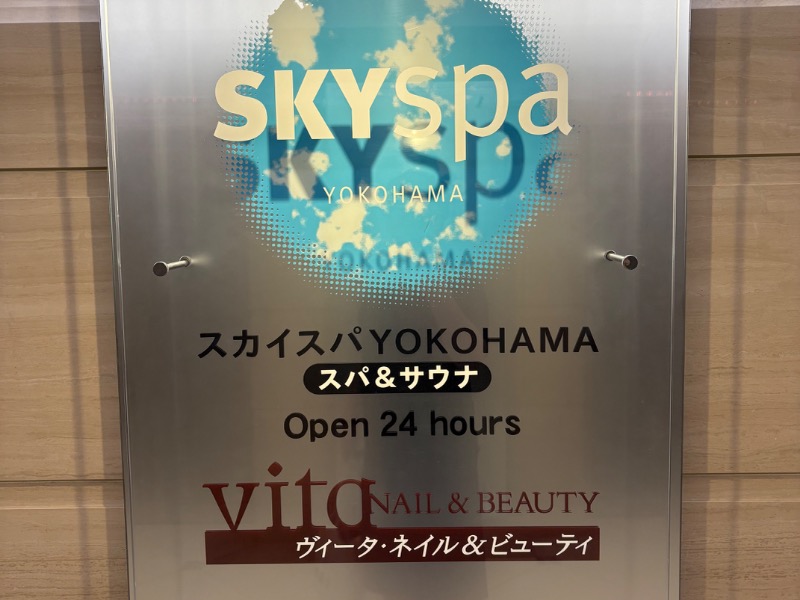 SKYspa
YOKOHAMA
スカイスパYOKOHAMA
スパ&サウナ
Open 24 hours
vita NAIL & BEAUTY
ヴィータ・ネイル&ビューティ